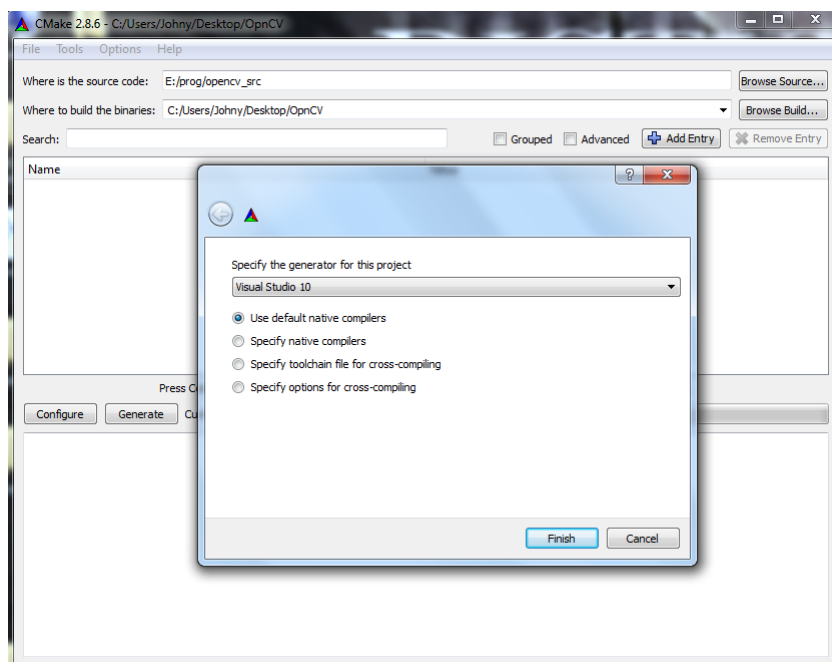 CMake 2.8.6 - C:/Users/Johny/Desktop/OpnCV
File Tools Options Help
Where is the source code: E:/prog/opencv_src Browse Source...
Where to build the binaries: C:/Users/Johny/Desktop/OpnCV Browse Build...
Search: Grouped Advanced Add Entry Remove Entry
Name
Specify the generator for this project
Visual Studio 10
Use default native compilers
Specify native compilers
Specify toolchain file for cross-compiling
Specify options for cross-compiling
Press
Configure Generate
Finish Cancel